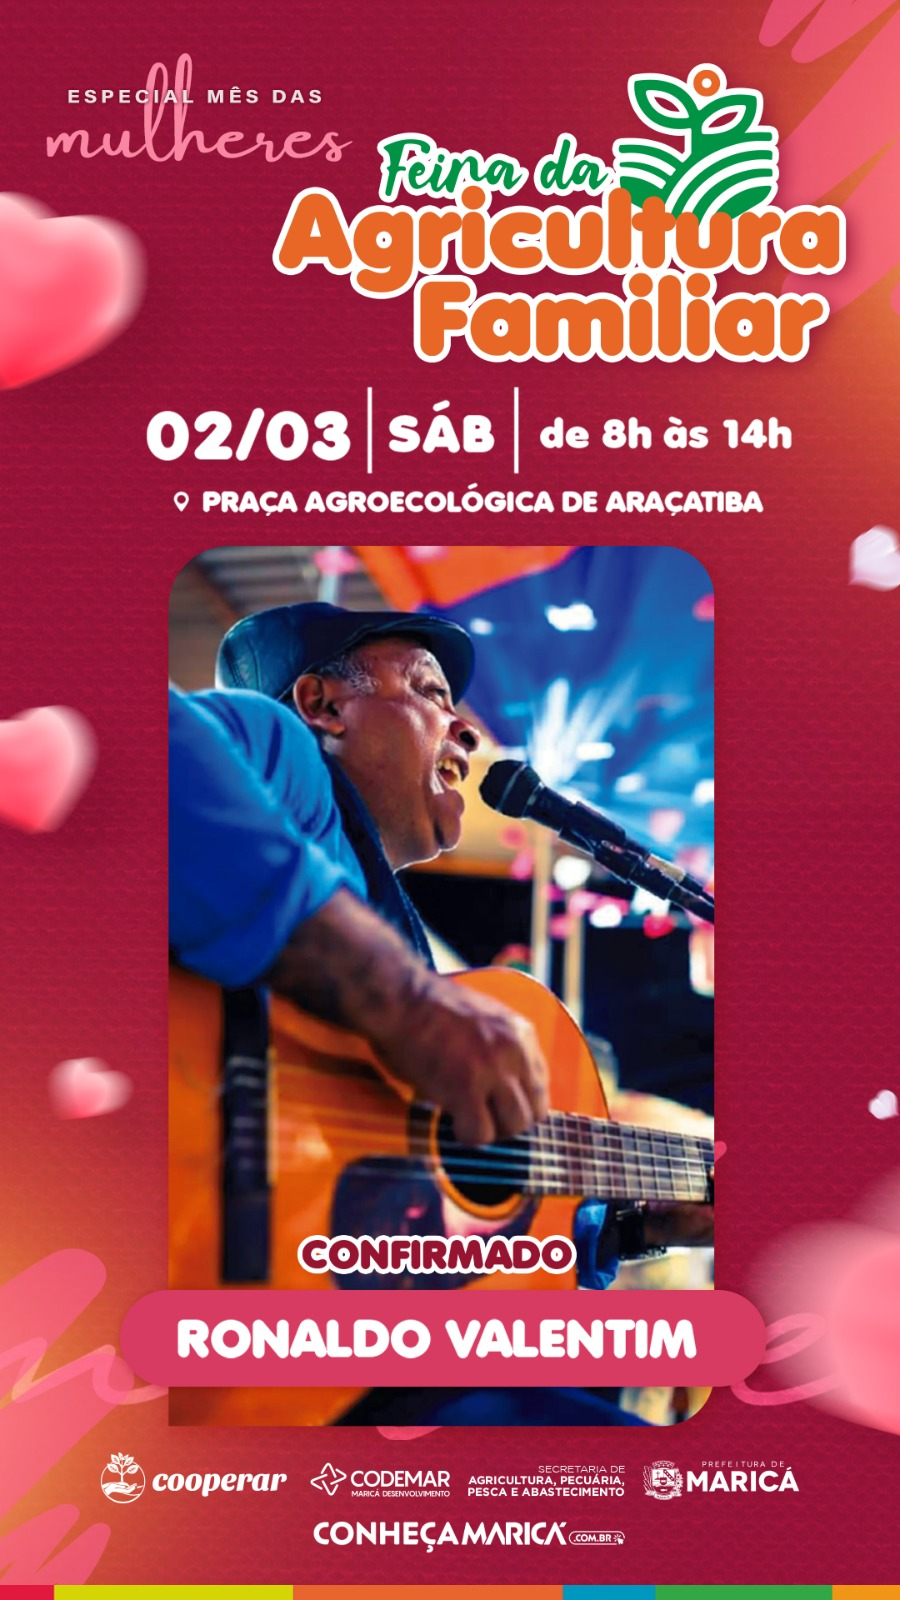 ESPECIAL MÊS DAS
mulheres
Feira da
Agricultura
Familiar
02/03 SÁB de 8h às 14h
PRAÇA AGROECOLÓGICA DE ARAÇATIBA
CONFIRMADO
RONALDO VALENTIM
cooperar
CODEMAR
MARICÁ DESENVOLVIMENTO
SECRETARIA DE
AGRICULTURA, PECUÁRIA,
PESCA E ABASTECIMENTO
PREFEITURA DE
MARICÁ
CONHEÇAMARICÁ .COM.BR